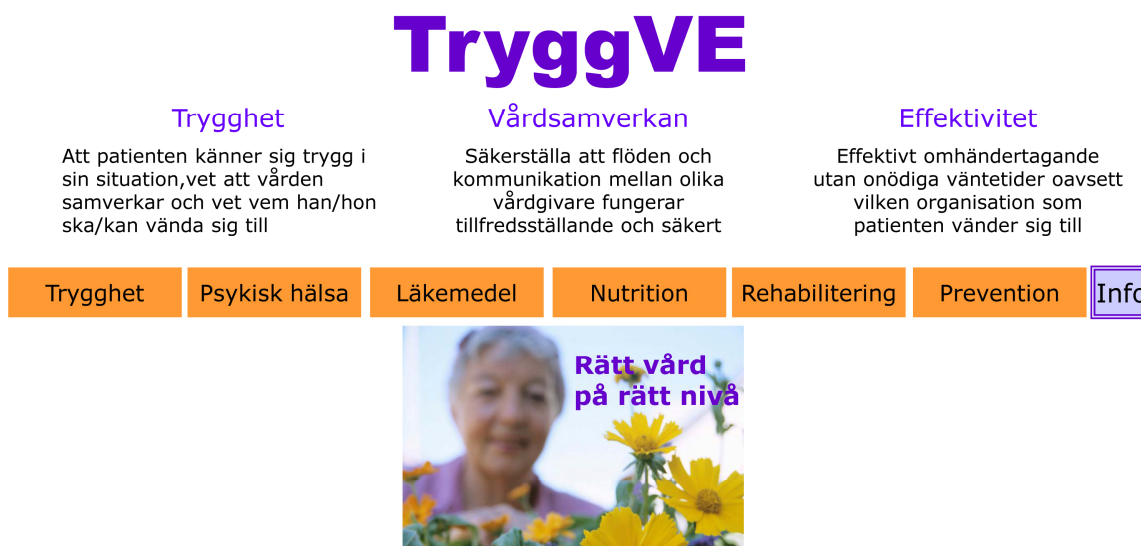 TryggVE
Trygghet
Att patienten känner sig trygg i
sin situation,vet att vården
samverkar och vet vem han/hon
ska/kan vända sig till
Vårdsamverkan
Säkerställa att flöden och
kommunikation mellan olika
vårdgivare fungerar
tillfredsställande och säkert
Effektivitet
Effektivt omhändertagande
utan onödiga väntetider oavsett
vilken organisation som
patienten vänder sig till
Trygghet
Psykisk hälsa
Läkemedel
Nutrition
Rehabilitering
Prevention
Rätt vård
på rätt nivå